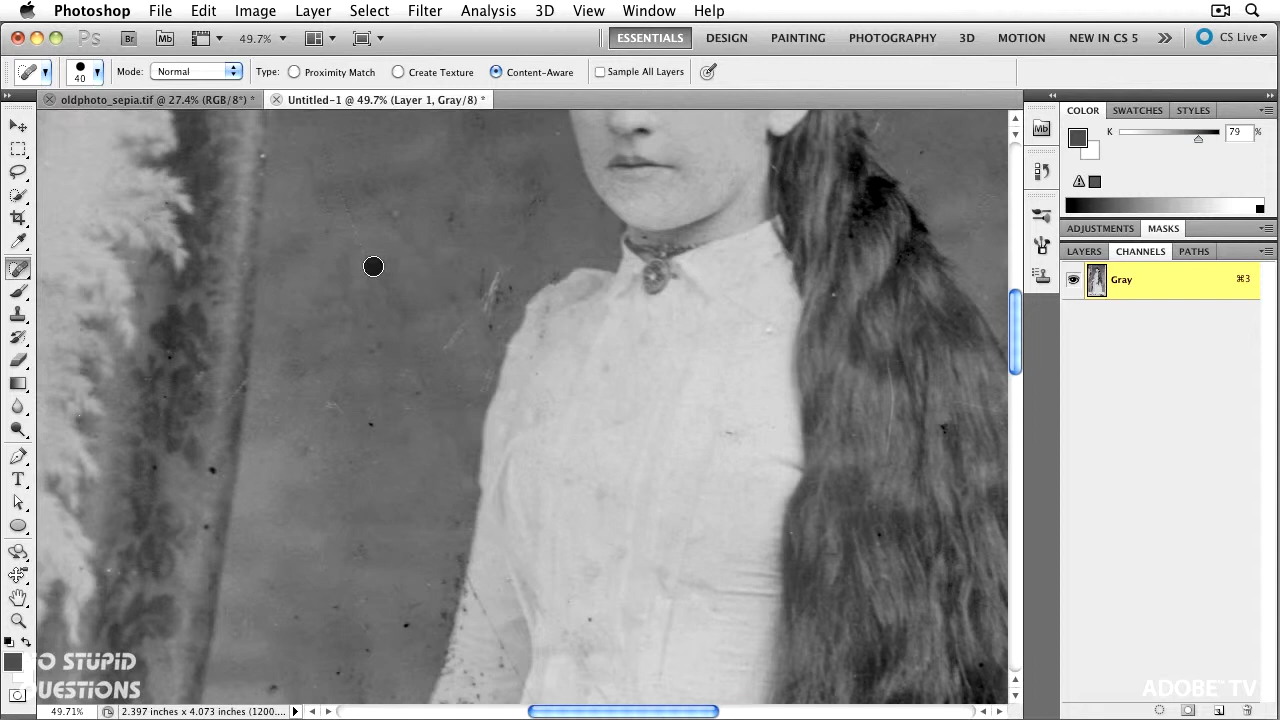 Photoshop File Edit Image Layer Select Filter Analysis 3D View Window Help
Ps Br Mb 49.7% ESSENTIALS DESIGN PAINTING PHOTOGRAPHY 3D MOTION NEW IN CS 5 CS Live
40 Mode: Normal Type: Proximity Match Create Texture Content-Aware Sample All Layers
oldphoto_sepia.tif @ 27.4% (RGB/8*) * Untitled-1 @ 49.7% (Layer 1, Gray/8) *
COLOR SWATCHES STYLES
Mb
K 79 %
ADJUSTMENTS MASKS
LAYERS CHANNELS PATHS
Gray ⌘3
T
O STUPID
QUESTIONS
ADOBE™ TV
49.71% 2.397 inches x 4.073 inches (1200...